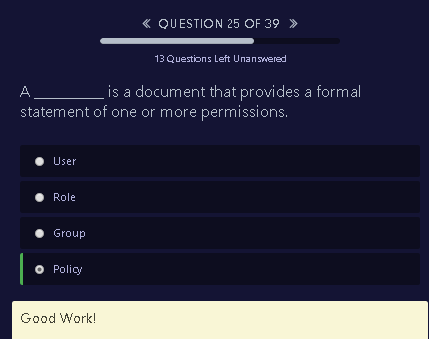 « QUESTION 25 OF 39 »
13 Questions Left Unanswered
A ________ is a document that provides a formal
statement of one or more permissions.
User
Role
Group
Policy
Good Work!